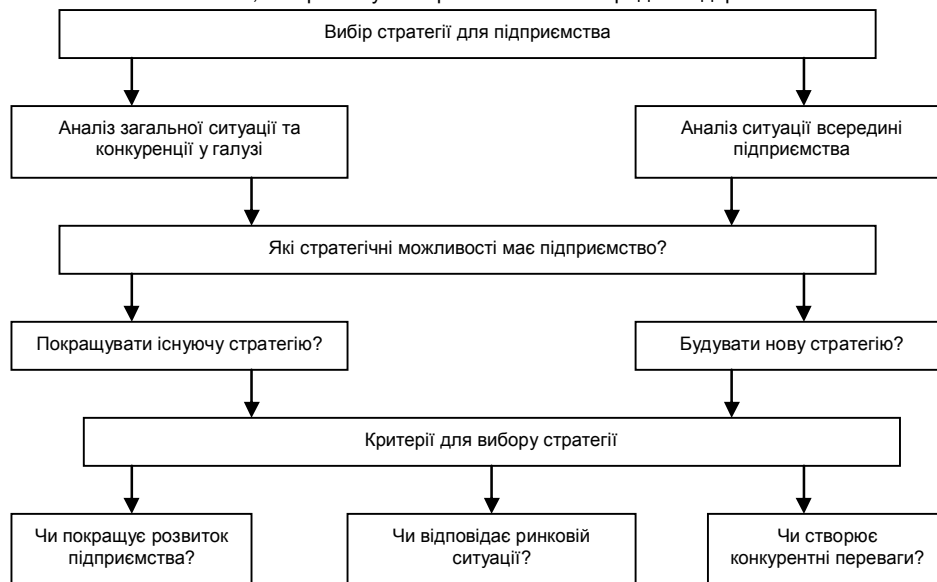 Вибір стратегії для підприємства
Аналіз загальної ситуації та
конкуренції у галузі
Аналіз ситуації всередині
підприємства
Які стратегічні можливості має підприємство?
Покращувати існуючу стратегію?
Будувати нову стратегію?
Критерії для вибору стратегії
Чи покращує розвиток
підприємства?
Чи відповідає ринковій
ситуації?
Чи створює
конкурентні переваги?